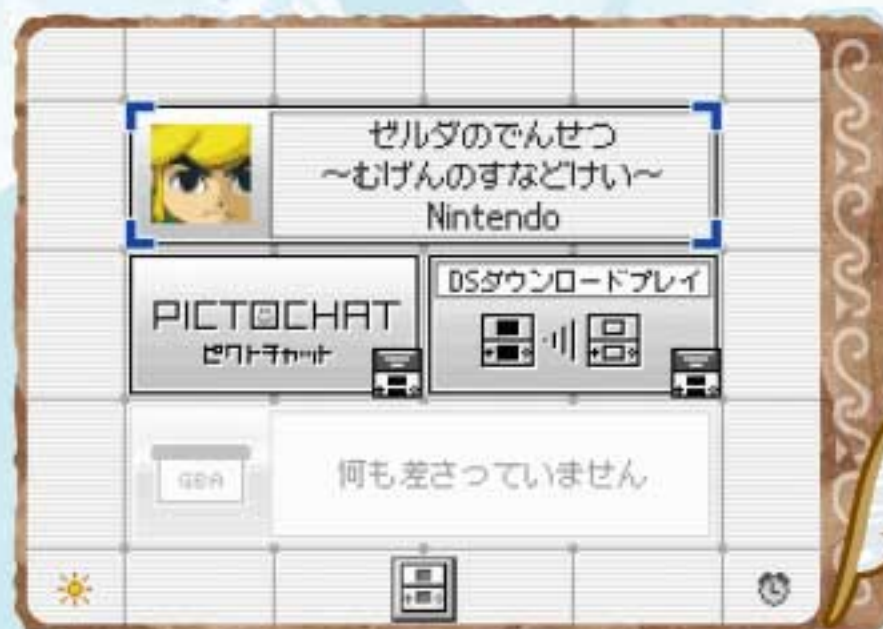 ゼルダのでんせつ
～むげんのすなどけい～
Nintendo
PICTOCHAT
ピクトチャット
DSダウンロードプレイ
GBA
何も差さっていません